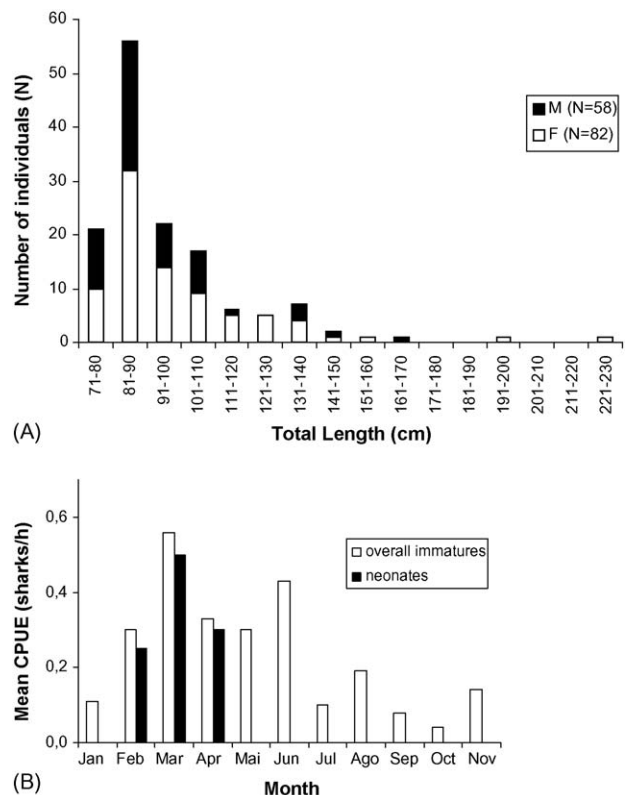 60
50
40
30
20
10
0
Number of individuals (N)
M (N=58)
F (N=82)
71-80
81-90
91-100
101-110
111-120
121-130
131-140
141-150
151-160
161-170
171-180
181-190
191-200
201-210
211-220
221-230
(A)
Total Length (cm)
0,6
0,4
0,2
0,0
Mean CPUE (sharks/h)
overall immatures
neonates
Jan Feb Mar Apr Mai Jun Jul Ago Sep Oct Nov
(B)
Month